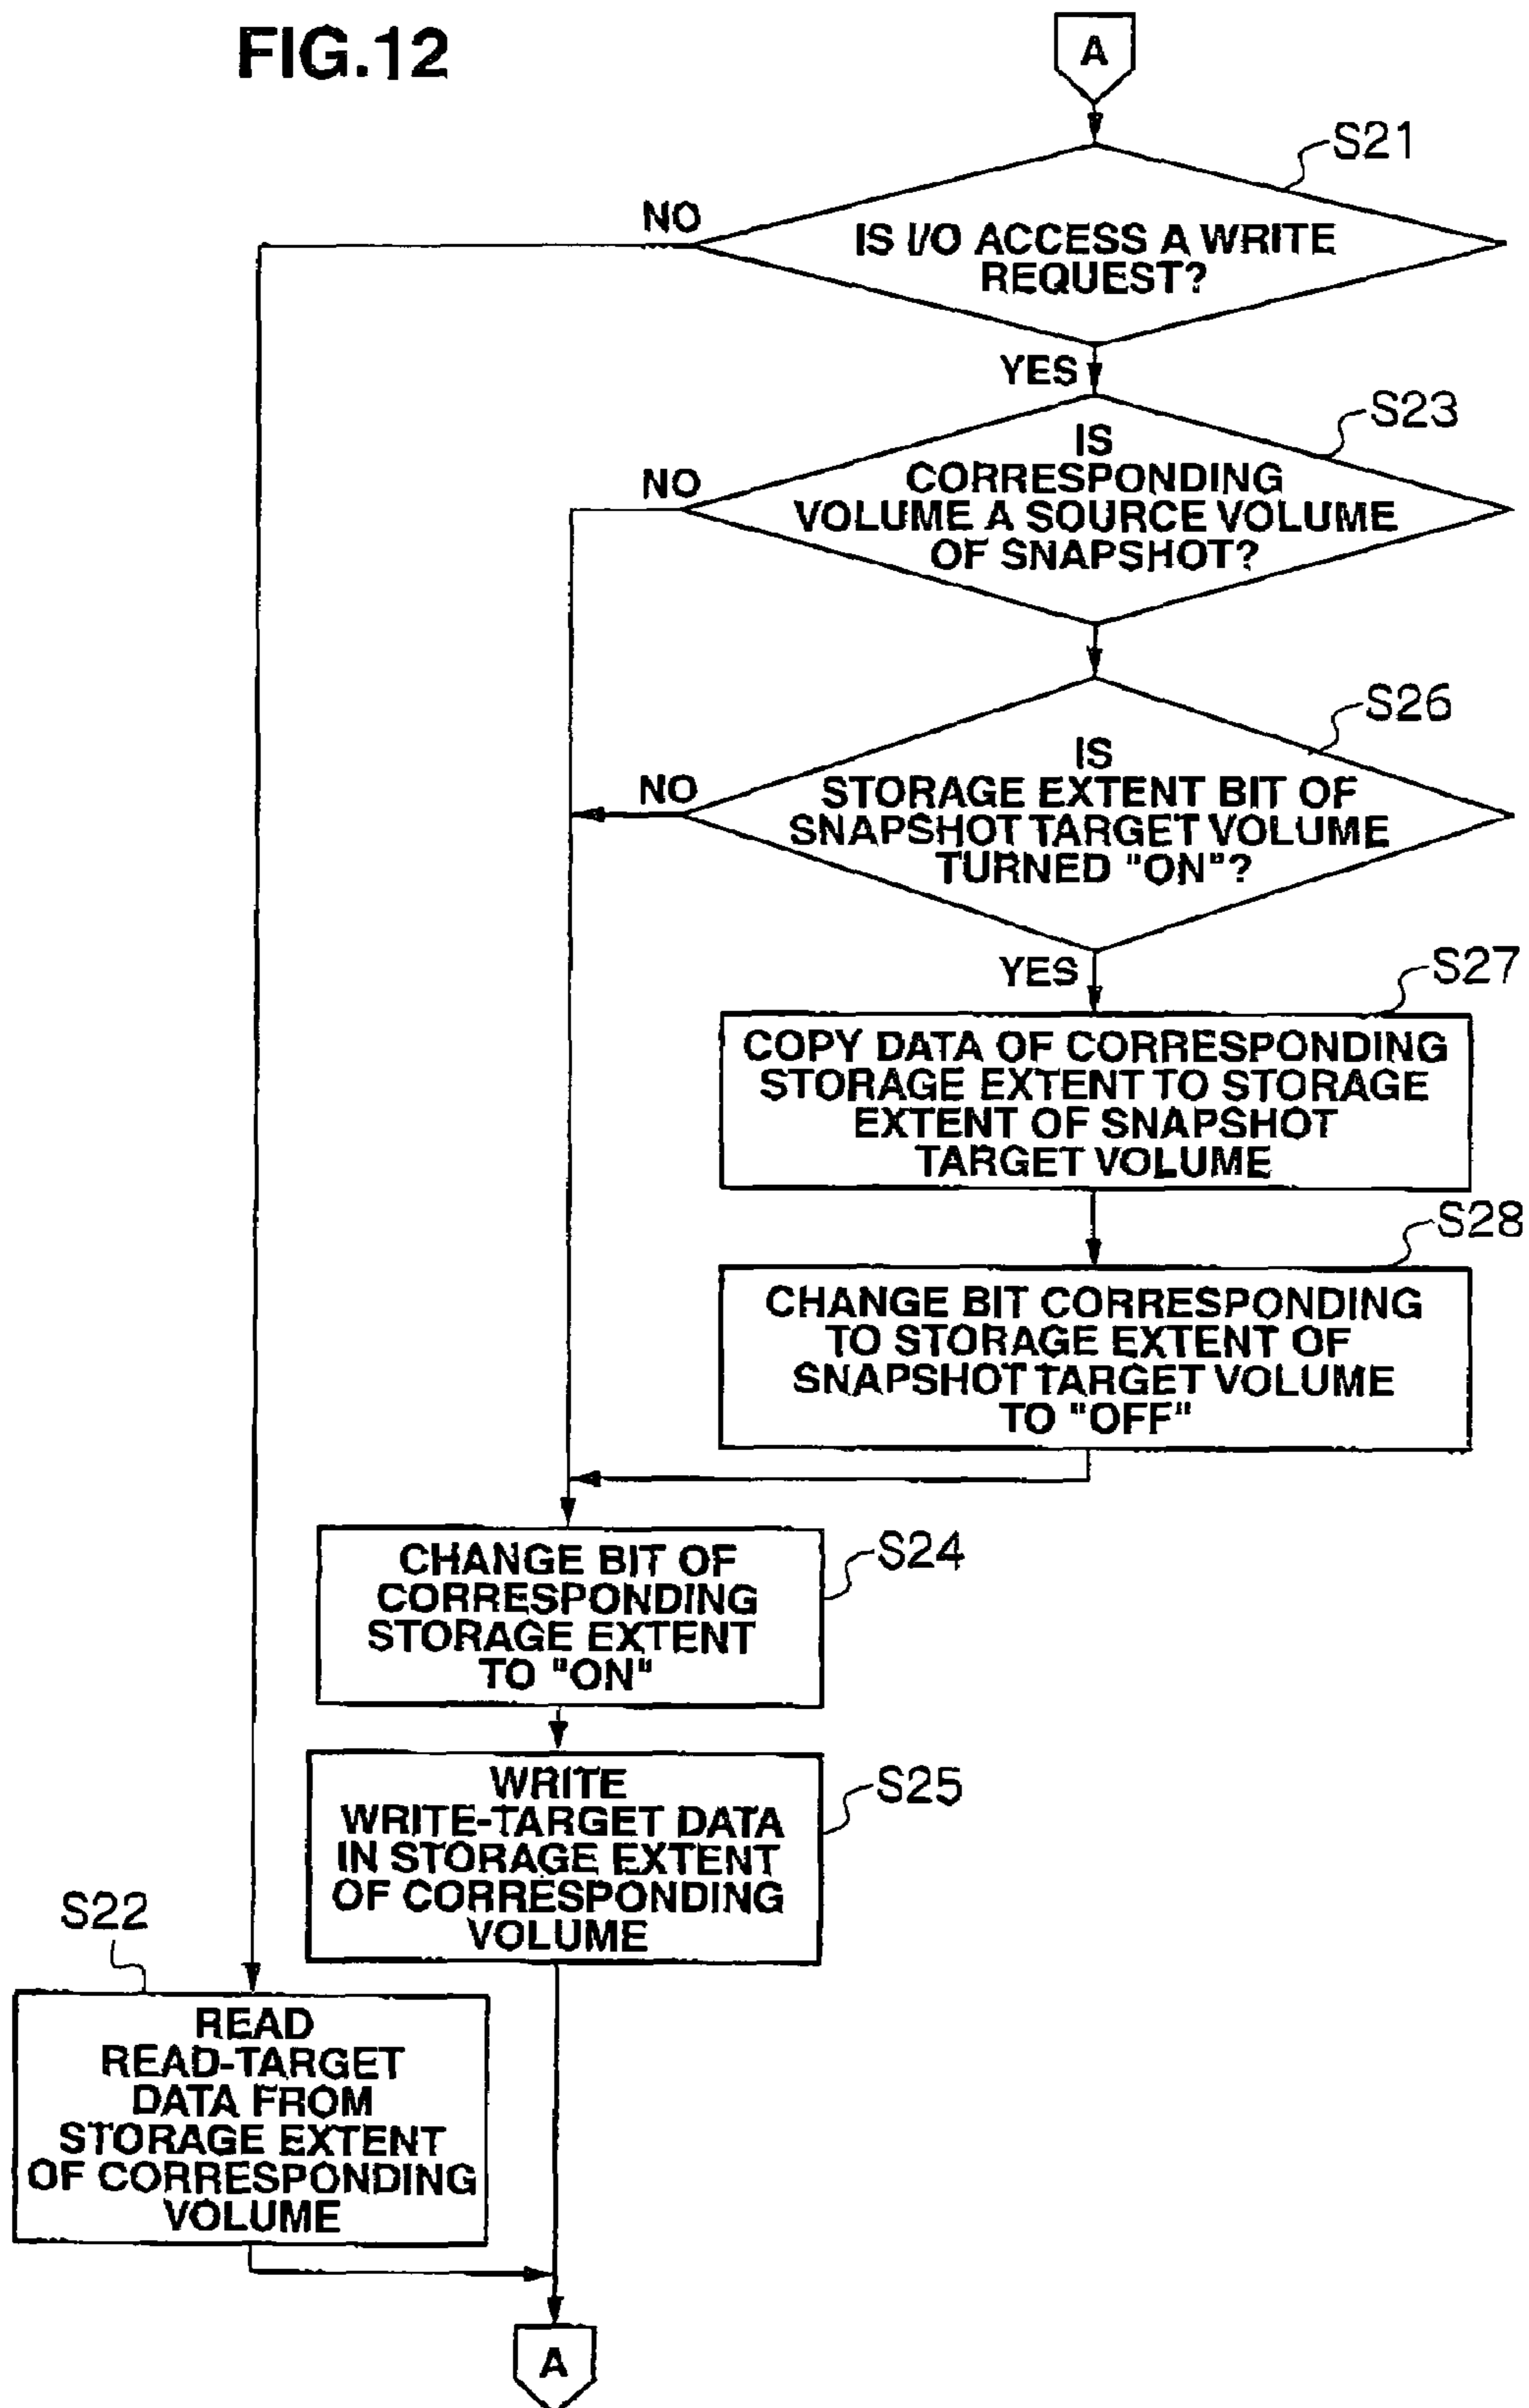 FIG.12
A
S21
NO
IS I/O ACCESS A WRITE
REQUEST?
YES
S23
NO
IS
CORRESPONDING
VOLUME A SOURCE VOLUME
OF SNAPSHOT?
S26
NO
IS
STORAGE EXTENT BIT OF
SNAPSHOT TARGET VOLUME
TURNED "ON"?
YES
S27
COPY DATA OF CORRESPONDING
STORAGE EXTENT TO STORAGE
EXTENT OF SNAPSHOT
TARGET VOLUME
S28
CHANGE BIT CORRESPONDING
TO STORAGE EXTENT OF
SNAPSHOT TARGET VOLUME
TO "OFF"
S24
CHANGE BIT OF
CORRESPONDING
STORAGE EXTENT
TO "ON"
S25
WRITE
WRITE-TARGET DATA
IN STORAGE EXTENT
OF CORRESPONDING
VOLUME
S22
READ
READ-TARGET
DATA FROM
STORAGE EXTENT
OF CORRESPONDING
VOLUME
A